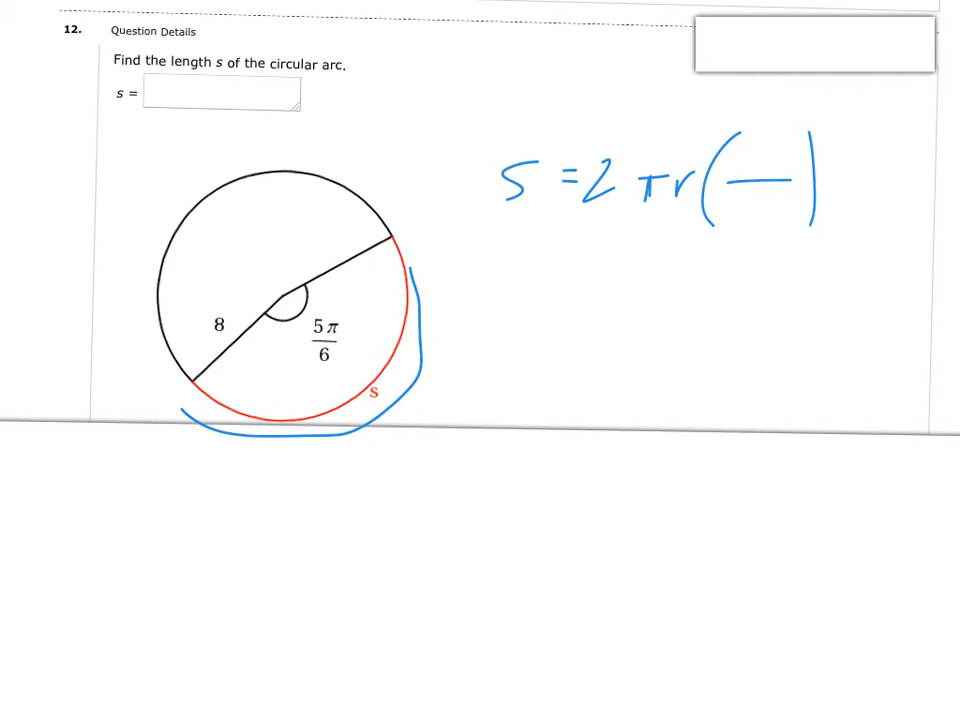 12. Question Details
Find the length s of the circular arc.
s =
s = 2πr( — )
8
5π
6
s